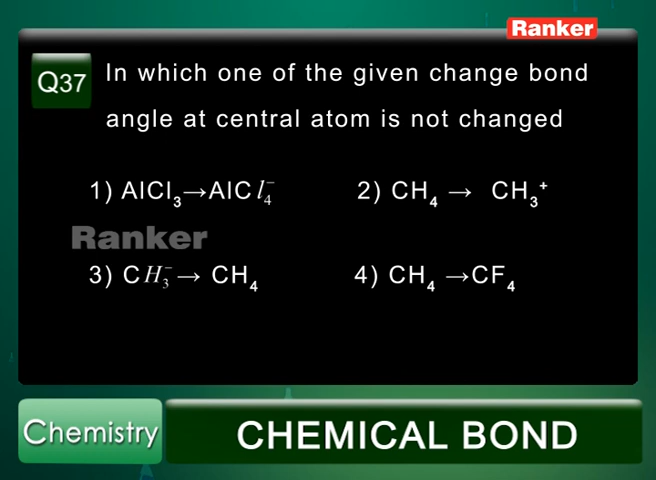 Ranker
Q37 In which one of the given change bond
angle at central atom is not changed
1) AlCl₃→AlCl₄⁻ 2) CH₄ → CH₃⁺
Ranker
3) CH₃⁻ → CH₄ 4) CH₄ →CF₄
Chemistry CHEMICAL BOND